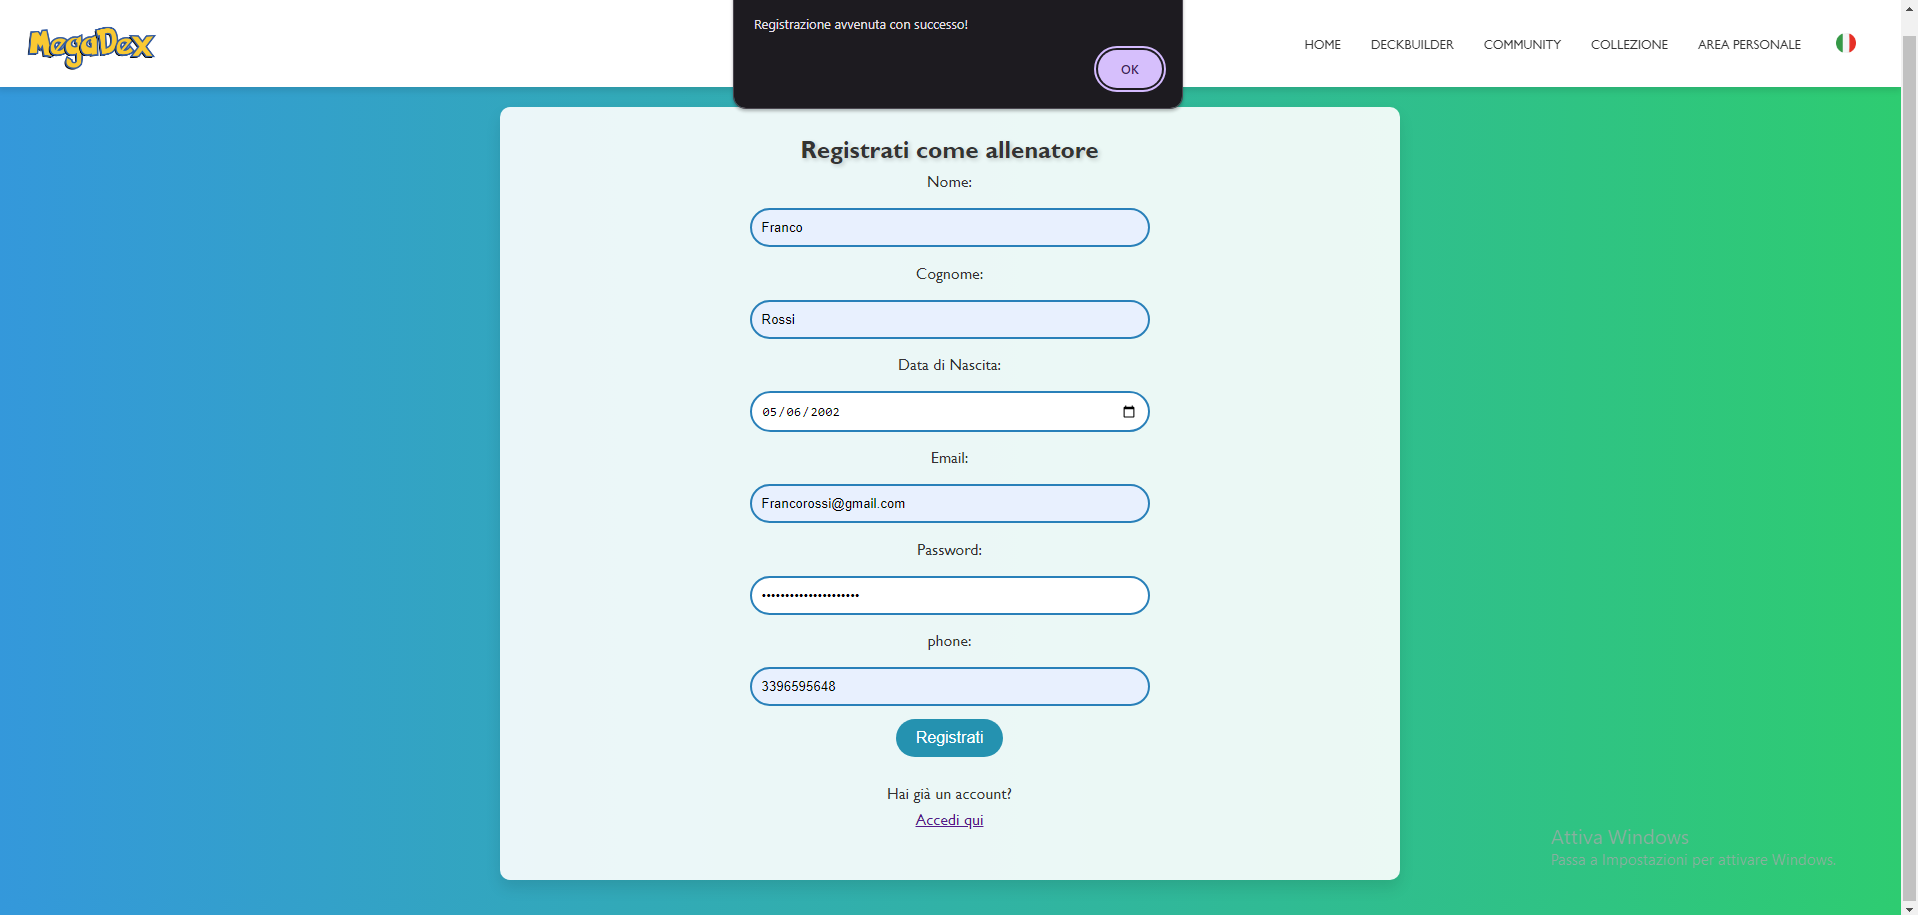 Registrazione avvenuta con successo!
OK
MegaDex
HOME
DECKBUILDER
COMMUNITY
COLLEZIONE
AREA PERSONALE
Registrati come allenatore
Nome:
Franco
Cognome:
Rossi
Data di Nascita:
05/06/2002
Email:
Francorossi@gmail.com
Password:
•••••••••••••••••••••
phone:
3396595648
Registrati
Hai già un account?
Accedi qui
Attiva Windows
Passa a Impostazioni per attivare Windows.